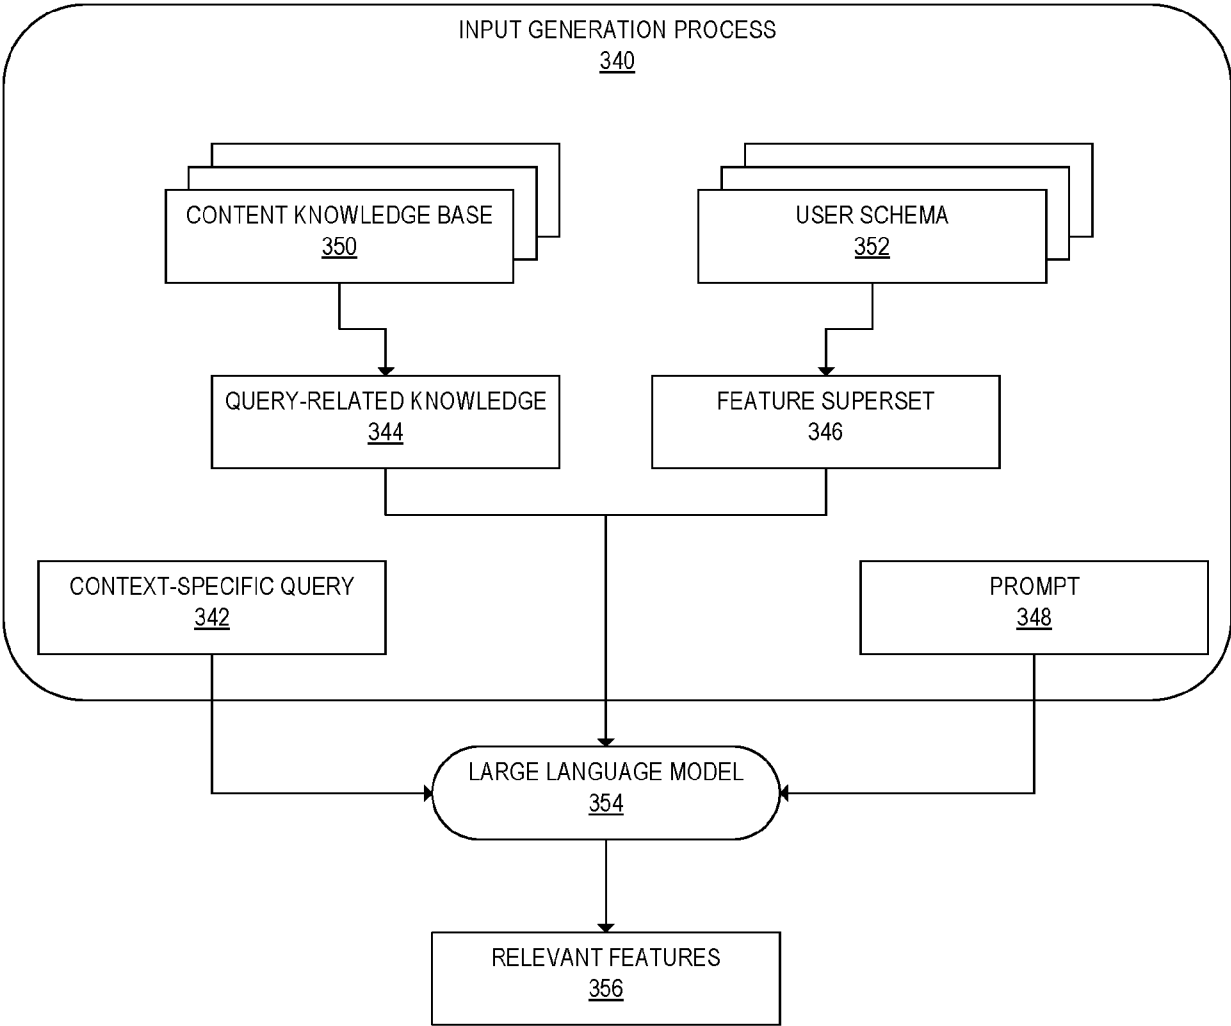 INPUT GENERATION PROCESS
340
CONTENT KNOWLEDGE BASE
350
USER SCHEMA
352
QUERY-RELATED KNOWLEDGE
344
FEATURE SUPERSET
346
CONTEXT-SPECIFIC QUERY
342
PROMPT
348
LARGE LANGUAGE MODEL
354
RELEVANT FEATURES
356